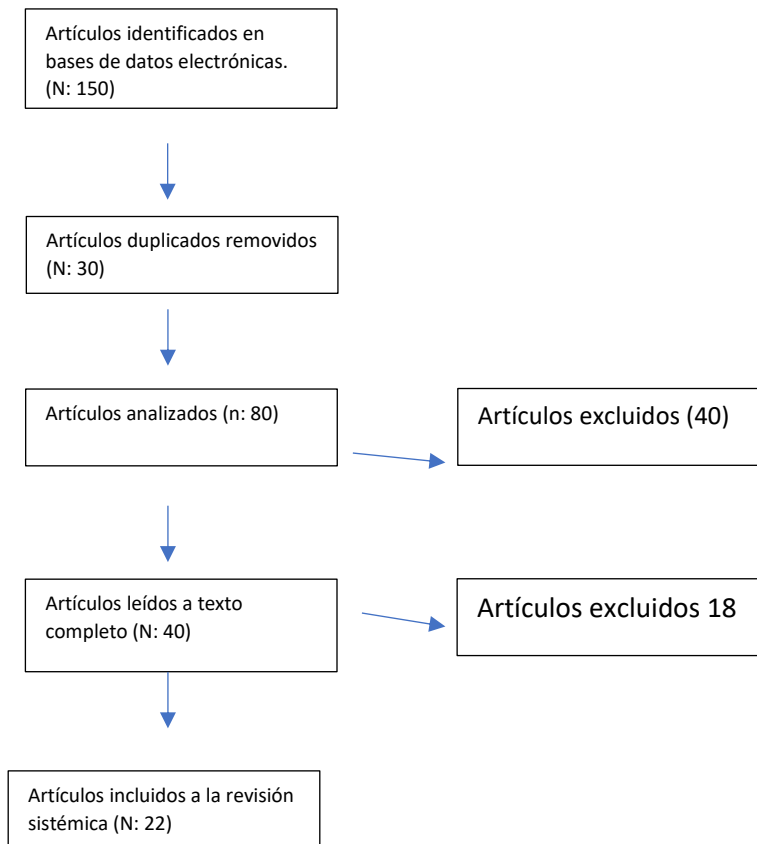 Artículos identificados en
bases de datos electrónicas.
(N: 150)
Artículos duplicados removidos
(N: 30)
Artículos analizados (n: 80)
Artículos excluidos (40)
Artículos leídos a texto
completo (N: 40)
Artículos excluidos 18
Artículos incluidos a la revisión
sistémica (N: 22)